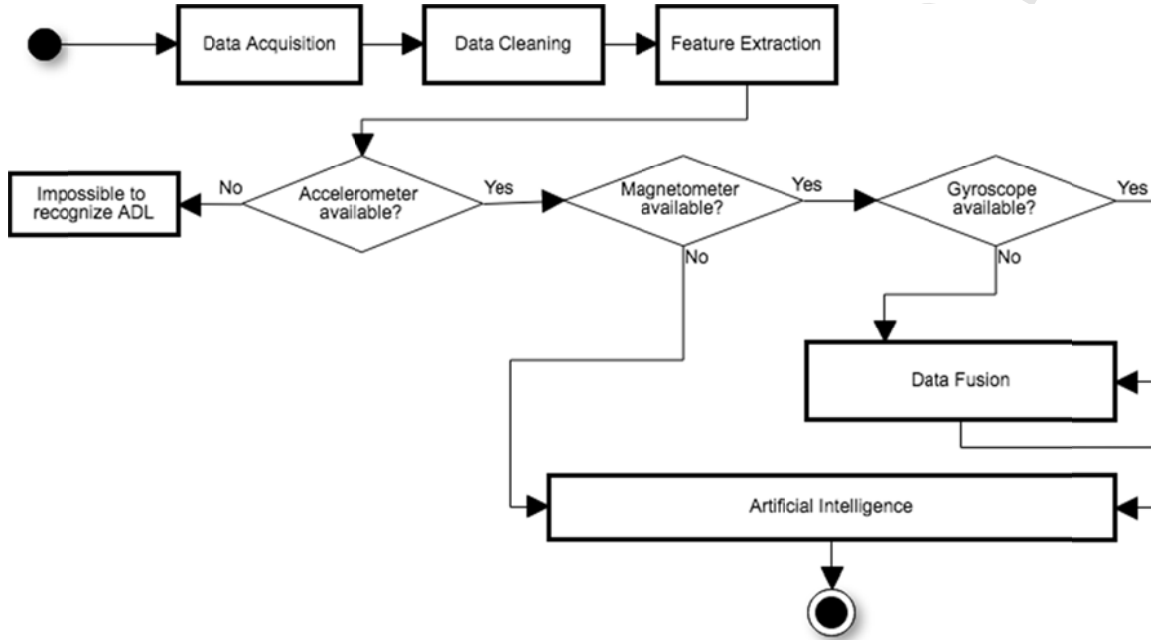 Data Acquisition
Data Cleaning
Feature Extraction
Impossible to
recognize ADL
No
Accelerometer
available?
Yes
Magnetometer
available?
Yes
Gyroscope
available?
Yes
No
No
Data Fusion
Artificial Intelligence